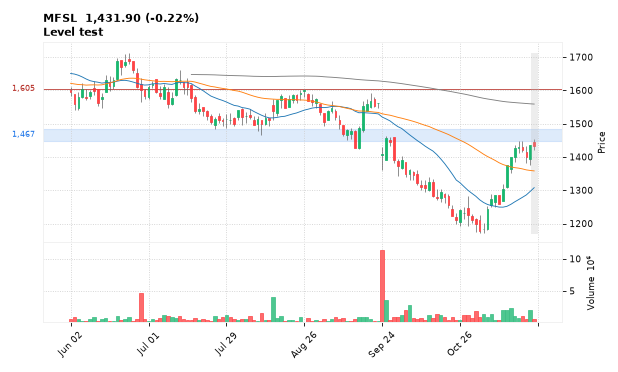 MFSL 1,431.90 (-0.22%)
Level test
1,605
1,467
1700
1600
1500
1400
1300
1200
Price
10
5
Volume 10⁶
Jun 02
Jul 01
Jul 29
Aug 26
Sep 24
Oct 26